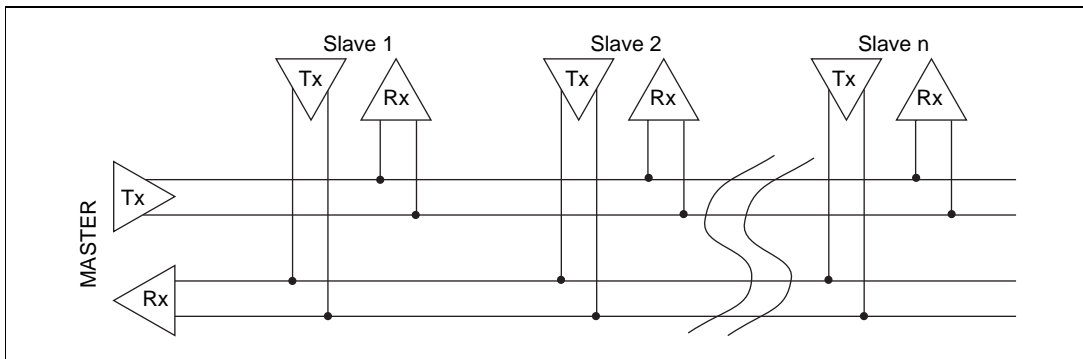 Slave 1 Slave 2 Slave n
Tx Rx Tx Rx Tx Rx
Tx
MASTER
Rx